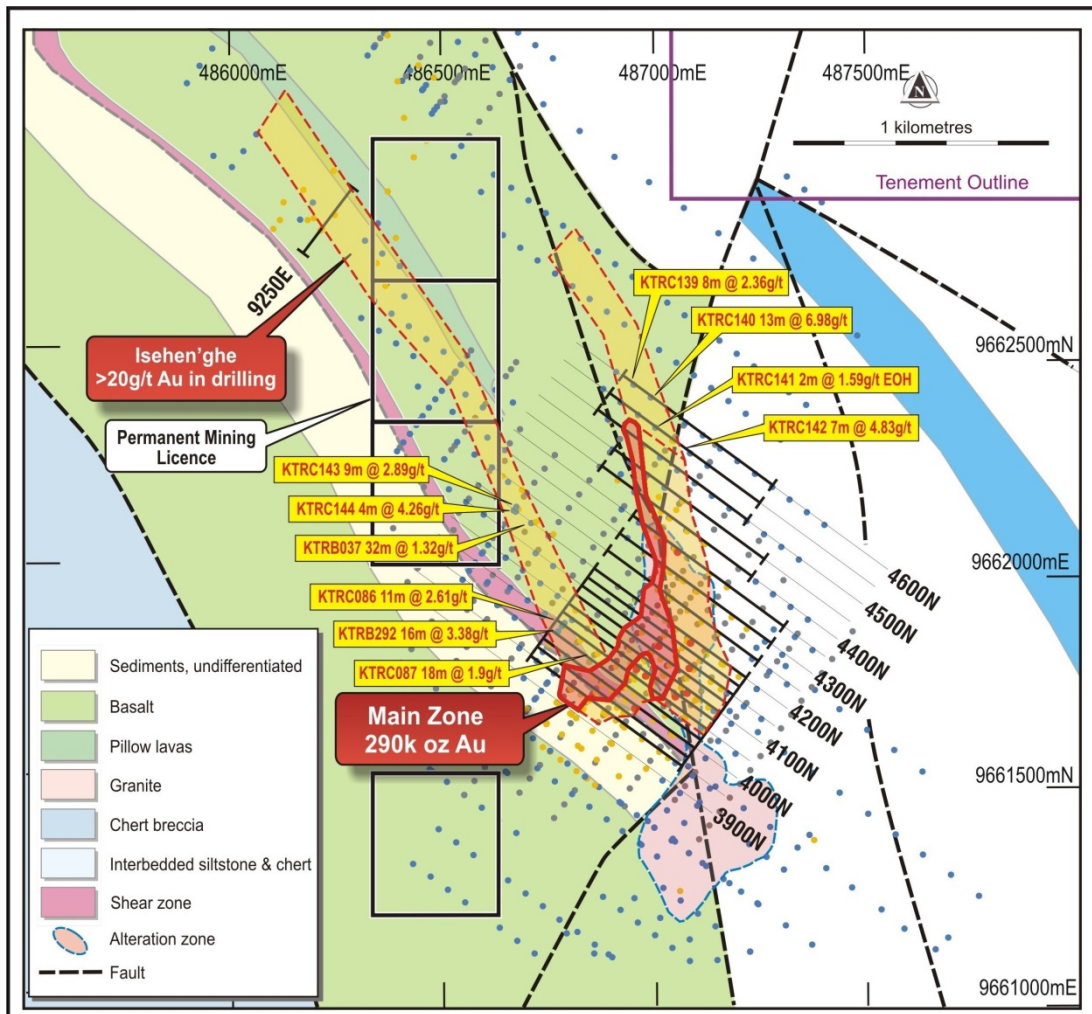 486000mE
486500mE
487000mE
487500mE
N
1 kilometres
Tenement Outline
9250E
KTRC139 8m @ 2.36g/t
KTRC140 13m @ 6.98g/t
9662500mN
Isehen’ghe
>20g/t Au in drilling
KTRC141 2m @ 1.59g/t EOH
Permanent Mining
Licence
KTRC142 7m @ 4.83g/t
KTRC143 9m @ 2.89g/t
KTRC144 4m @ 4.26g/t
KTRB037 32m @ 1.32g/t
9662000mE
KTRC086 11m @ 2.61g/t
KTRB292 16m @ 3.38g/t
KTRC087 18m @ 1.9g/t
4600N
4500N
4400N
4300N
4200N
4100N
4000N
3900N
Main Zone
290k oz Au
9661500mN
Sediments, undifferentiated
Basalt
Pillow lavas
Granite
Chert breccia
Interbedded siltstone & chert
Shear zone
Alteration zone
Fault
9661000mE